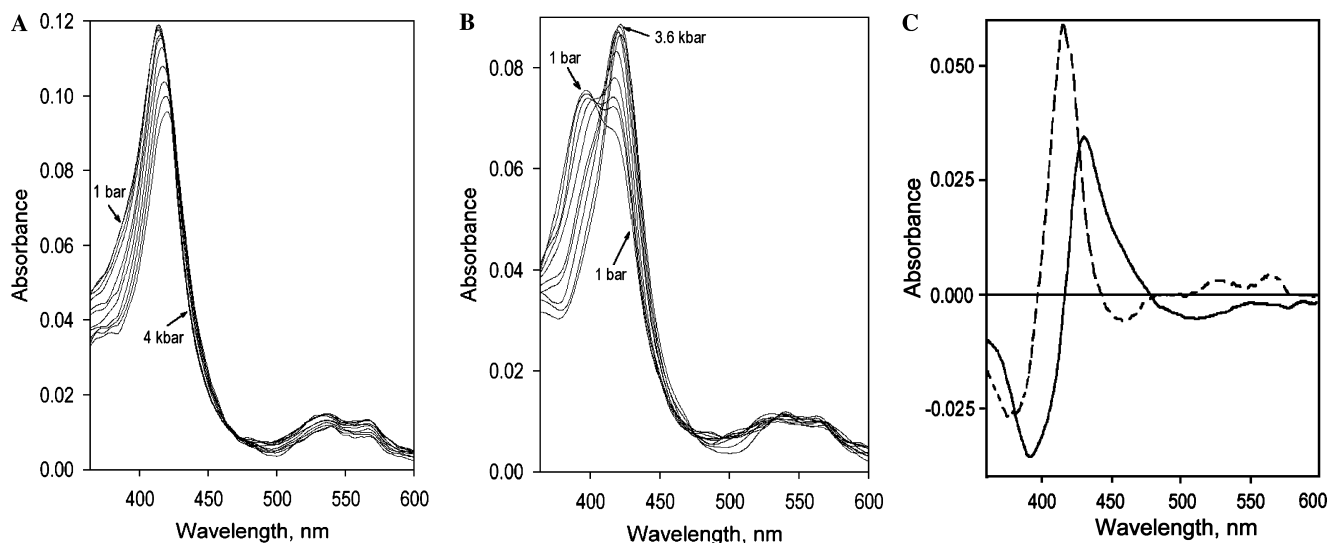 A
Absorbance
0.12
0.10
0.08
0.06
0.04
0.02
0.00
1 bar
4 kbar
400 450 500 550 600
Wavelength, nm
B
Absorbance
0.08
0.06
0.04
0.02
0.00
1 bar
3.6 kbar
1 bar
400 450 500 550 600
Wavelength, nm
C
Absorbance
0.050
0.025
0.000
-0.025
400 450 500 550 600
Wavelength, nm